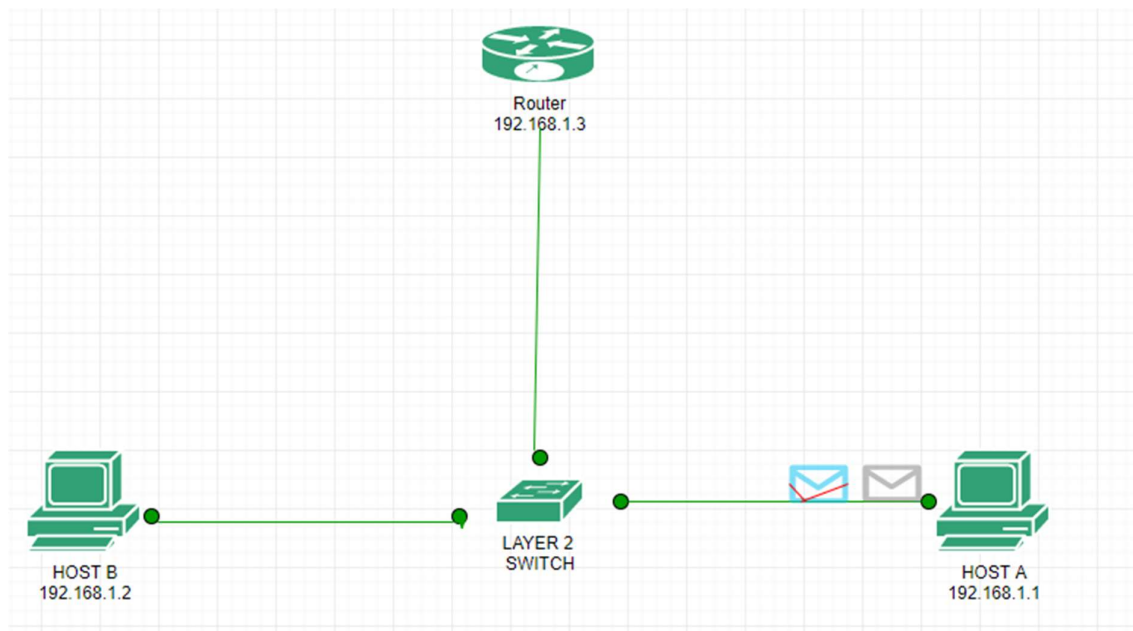 Router
192.168.1.3
LAYER 2
SWITCH
HOST B
192.168.1.2
HOST A
192.168.1.1